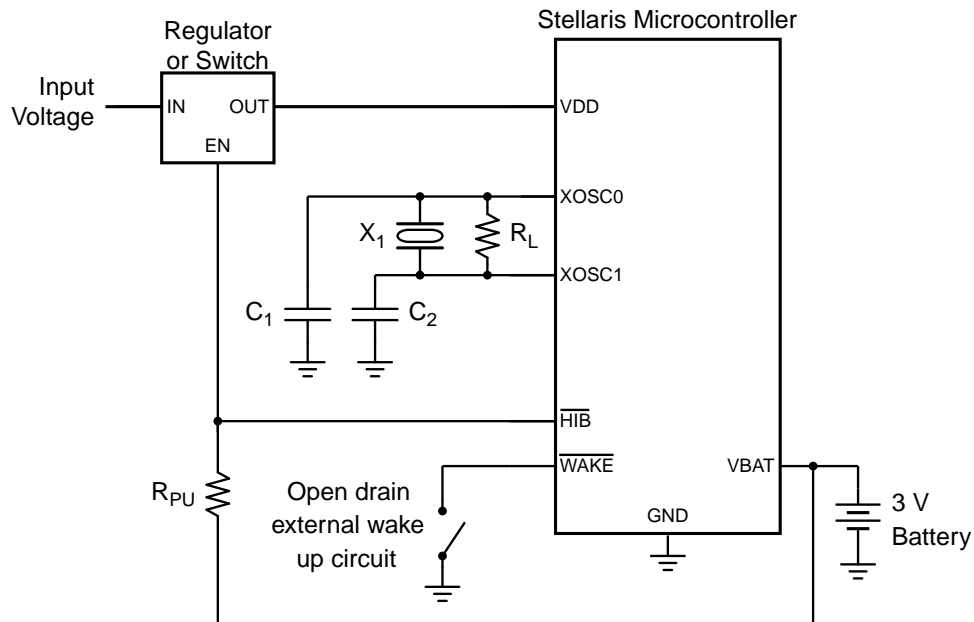 Stellaris Microcontroller
Regulator
or Switch
Input
Voltage
IN
OUT
EN
VDD
XOSC0
X1
RL
XOSC1
C1
C2
HIB
WAKE
VBAT
RPU
Open drain
external wake
up circuit
GND
3 V
Battery